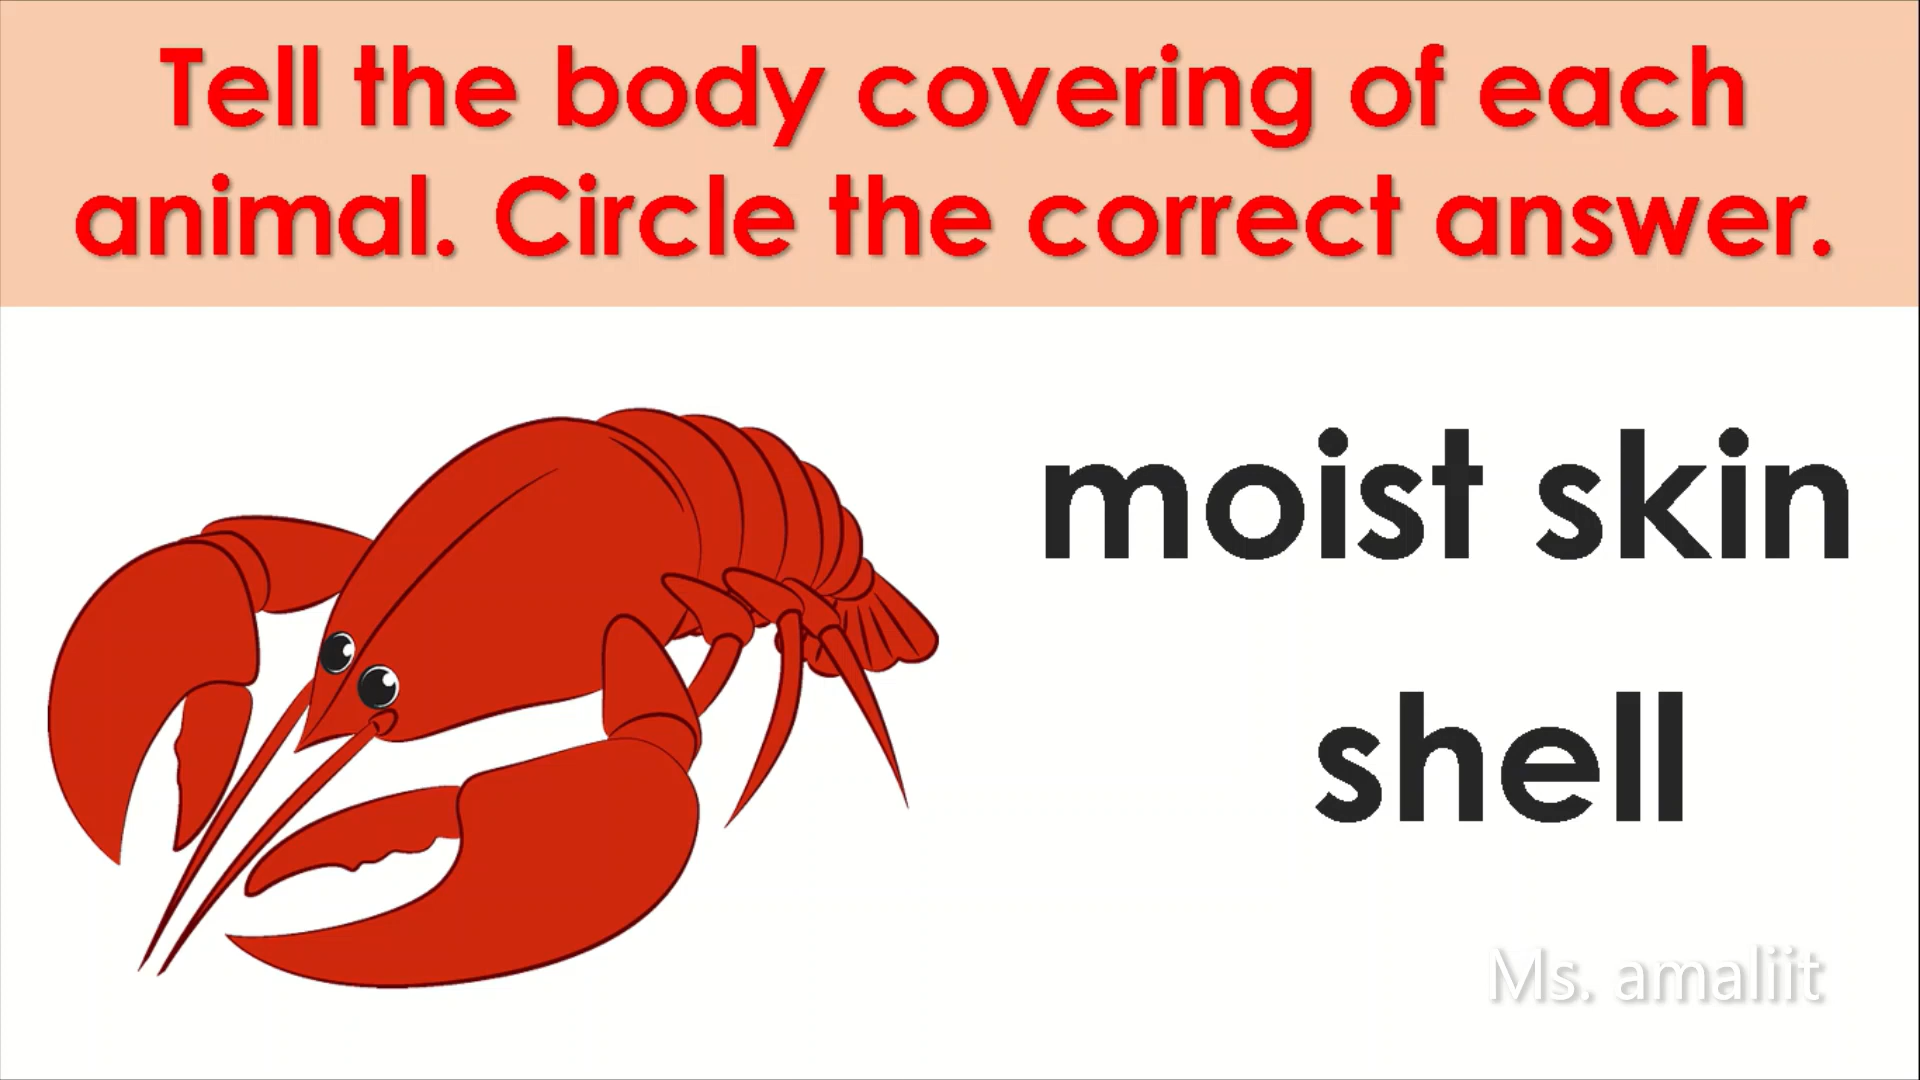 Tell the body covering of each
animal. Circle the correct answer.
moist skin
shell
Ms. amaliit